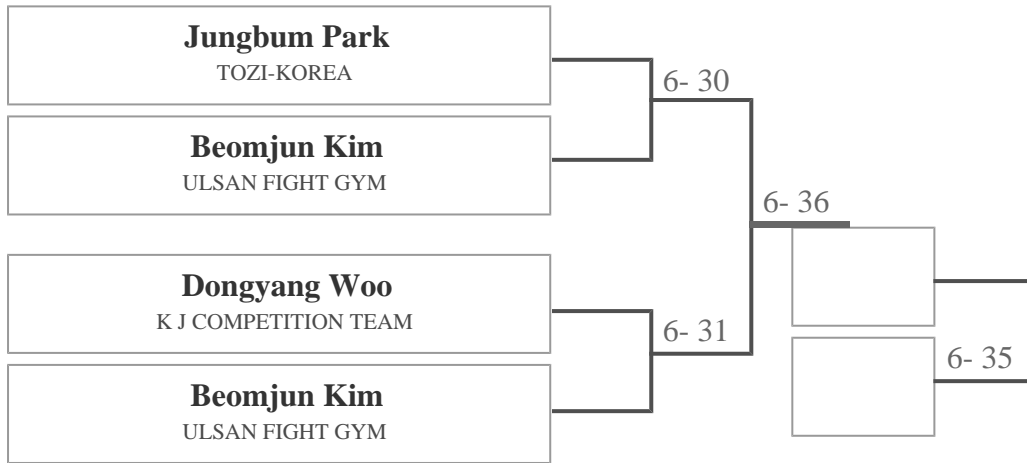 Jungbum Park
TOZI-KOREA
6- 30
Beomjun Kim
ULSAN FIGHT GYM
6- 36
Dongyang Woo
K J COMPETITION TEAM
6- 31
6- 35
Beomjun Kim
ULSAN FIGHT GYM